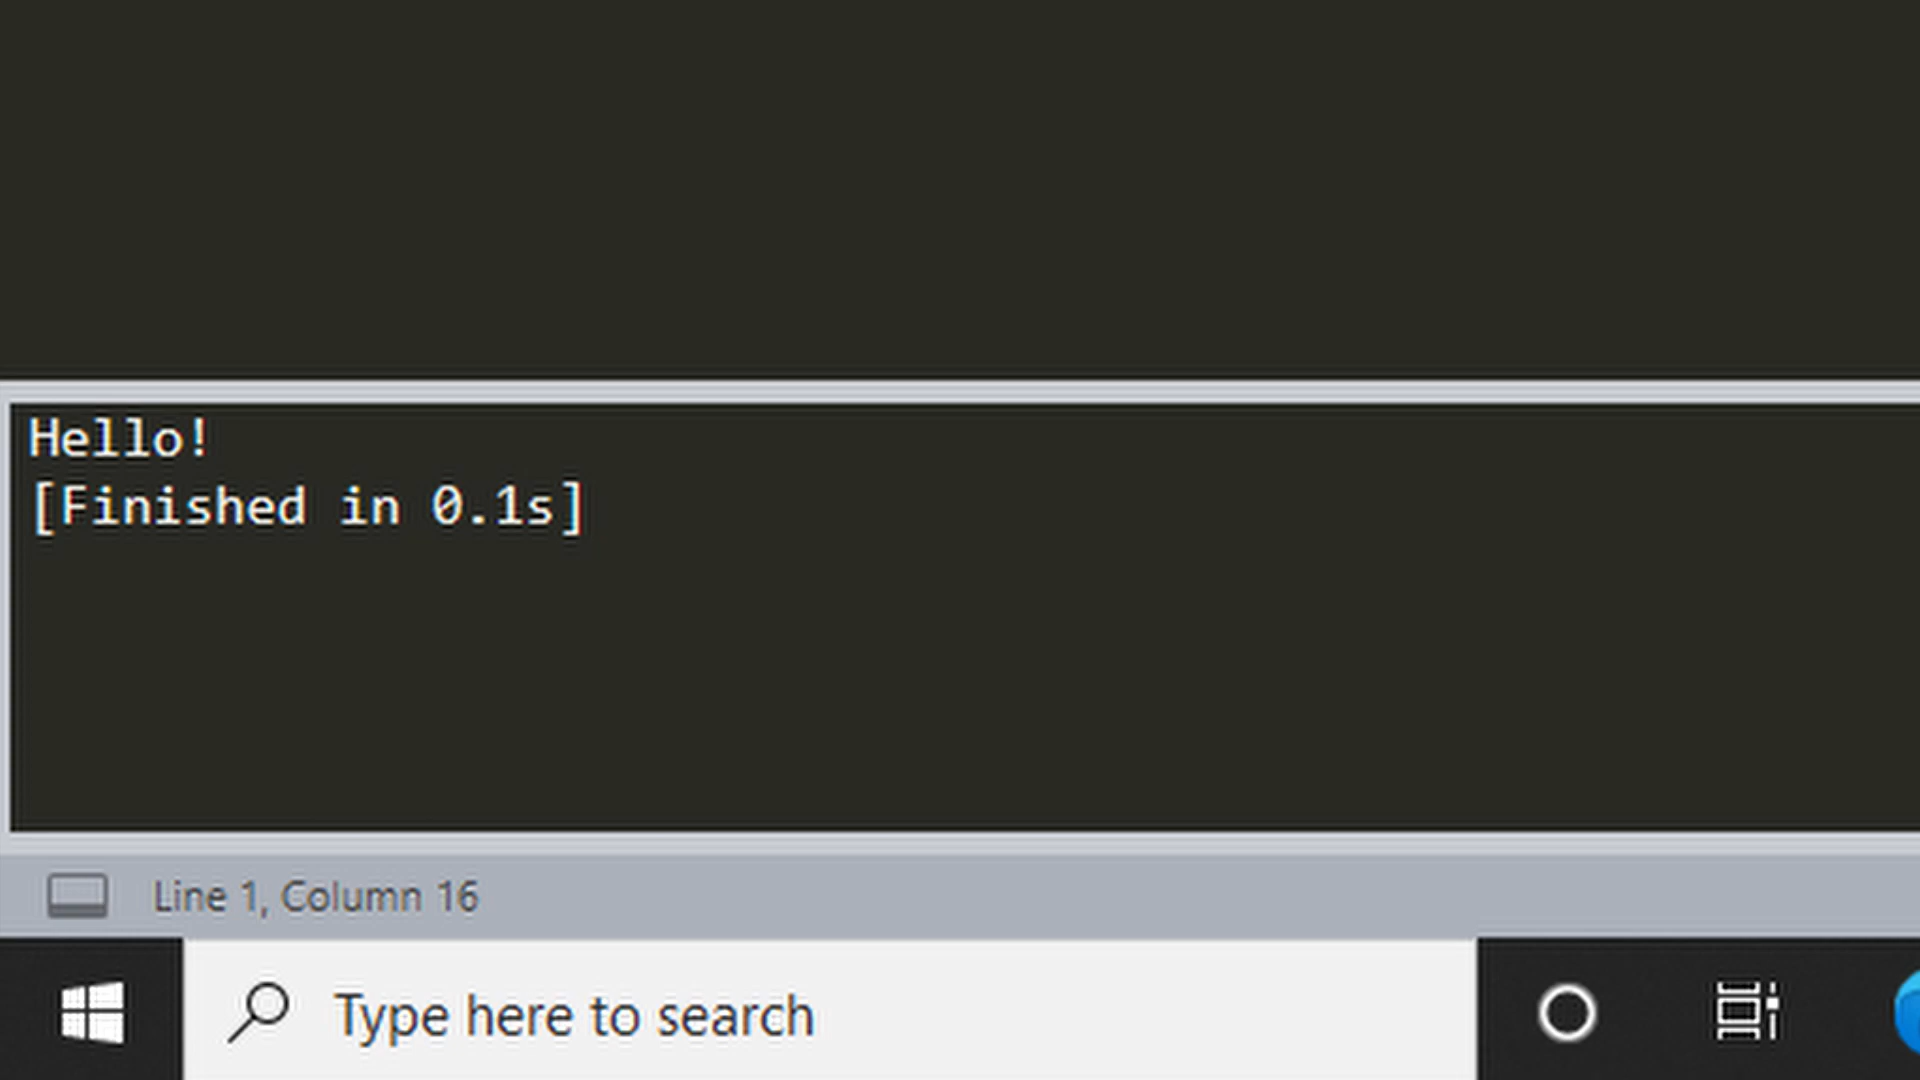 Hello!
[Finished in 0.1s]
Line 1, Column 16
Type here to search